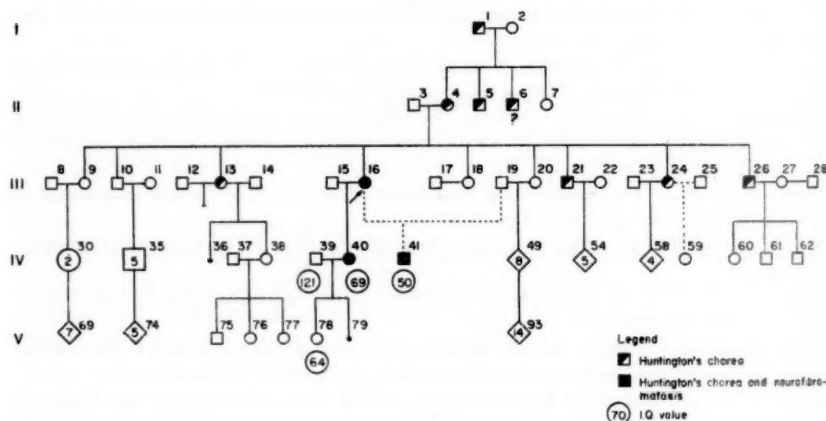 I
1 2
II
3 4 5 6 7
?
III
8 9 10 11 12 13 14 15 16 17 18 19 20 21 22 23 24 25 26 27 28
IV
30 35 36 37 38 39 40 41 49 54 58 59 60 61 62
2 5 8 5 4
121 69 50
V
69 74 75 76 77 78 79 93
7 5 4
64
Legend
Huntington's chorea
Huntington's chorea and neurofibro-
matosis
70 I.Q. value